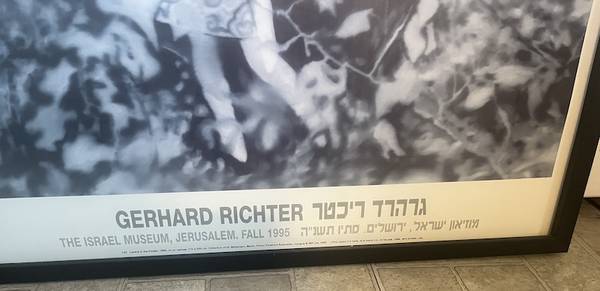 GERHARD RICHTER גרהרד ריכטר
THE ISRAEL MUSEUM, JERUSALEM. FALL 1995 מוזיאון ישראל, ירושלים. סתיו תשנ״ה